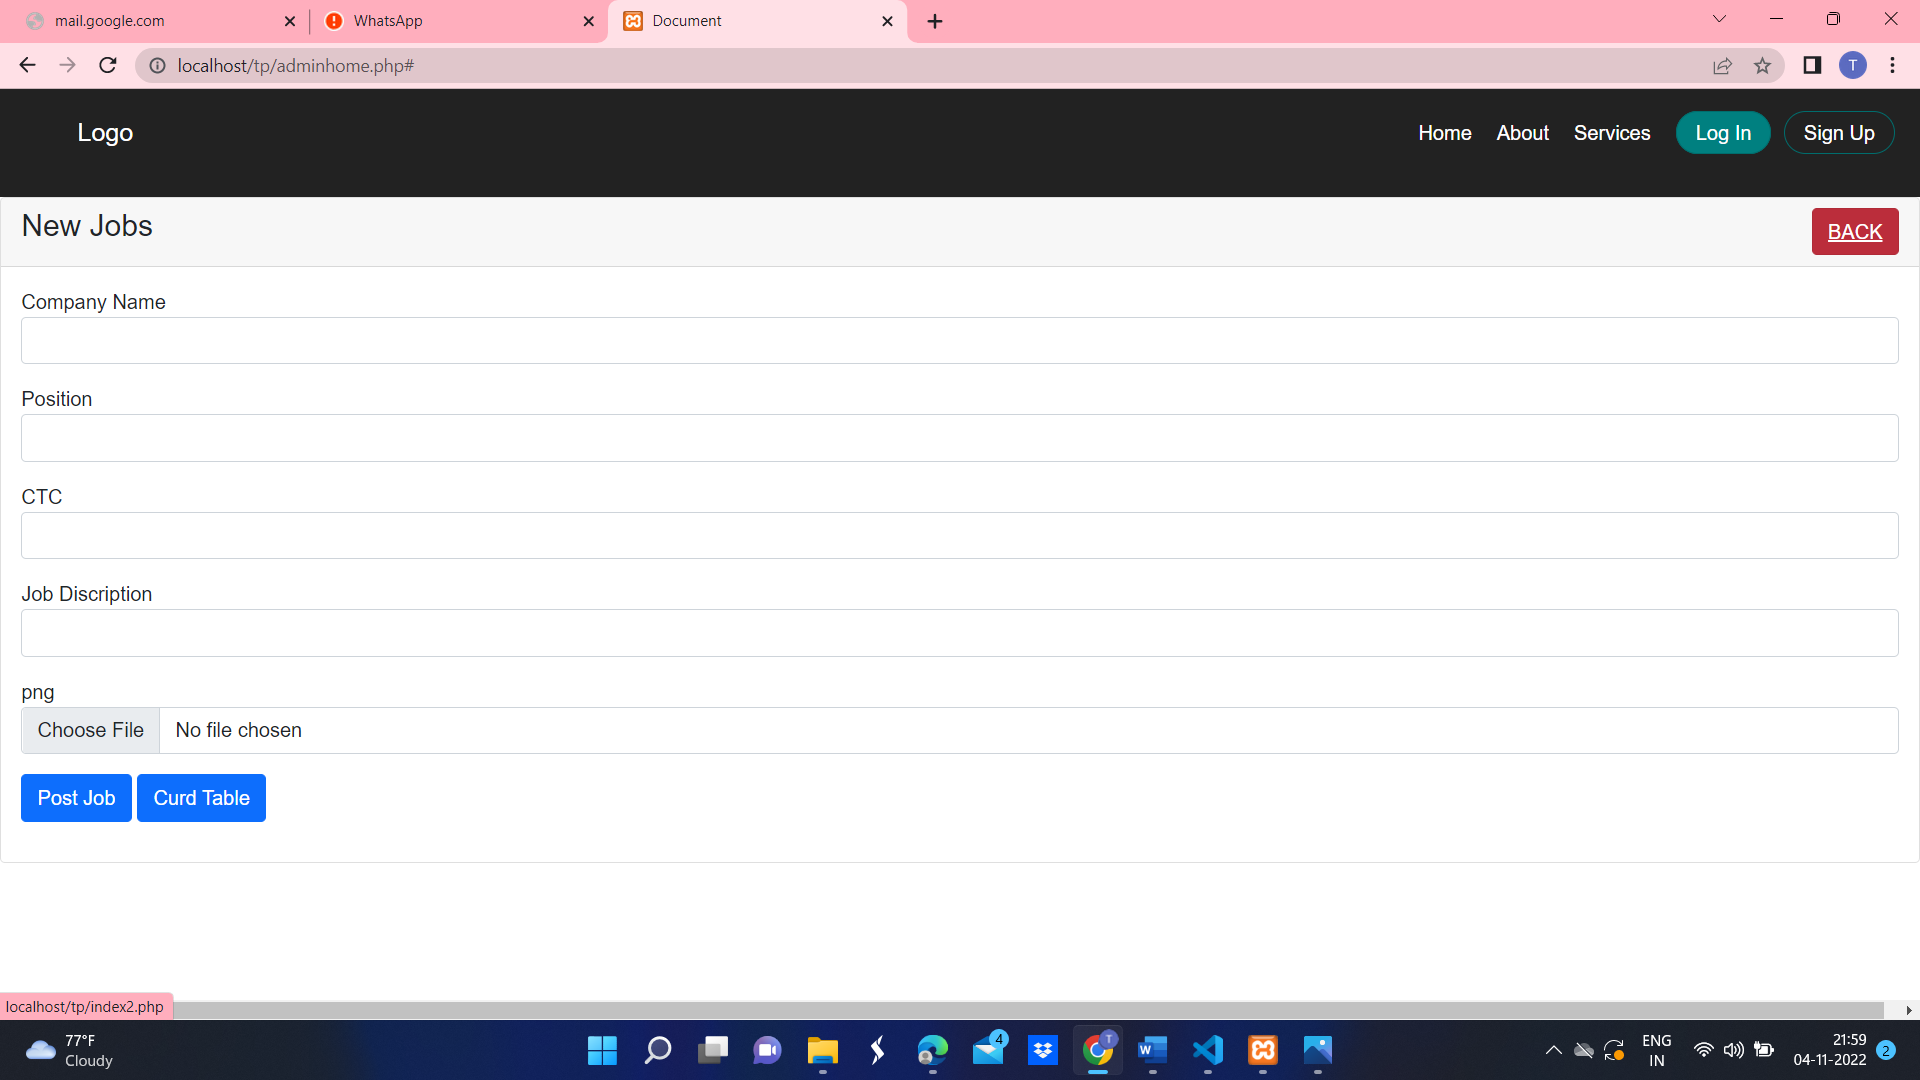 mail.google.com
WhatsApp
Document
localhost/tp/adminhome.php#
T
Logo
Home About Services Log In Sign Up
New Jobs
BACK
Company Name
Position
CTC
Job Discription
png
Choose File No file chosen
Post Job Curd Table
localhost/tp/index2.php
77°F
Cloudy
4
T
W
ENG
IN
21:59
04-11-2022
2